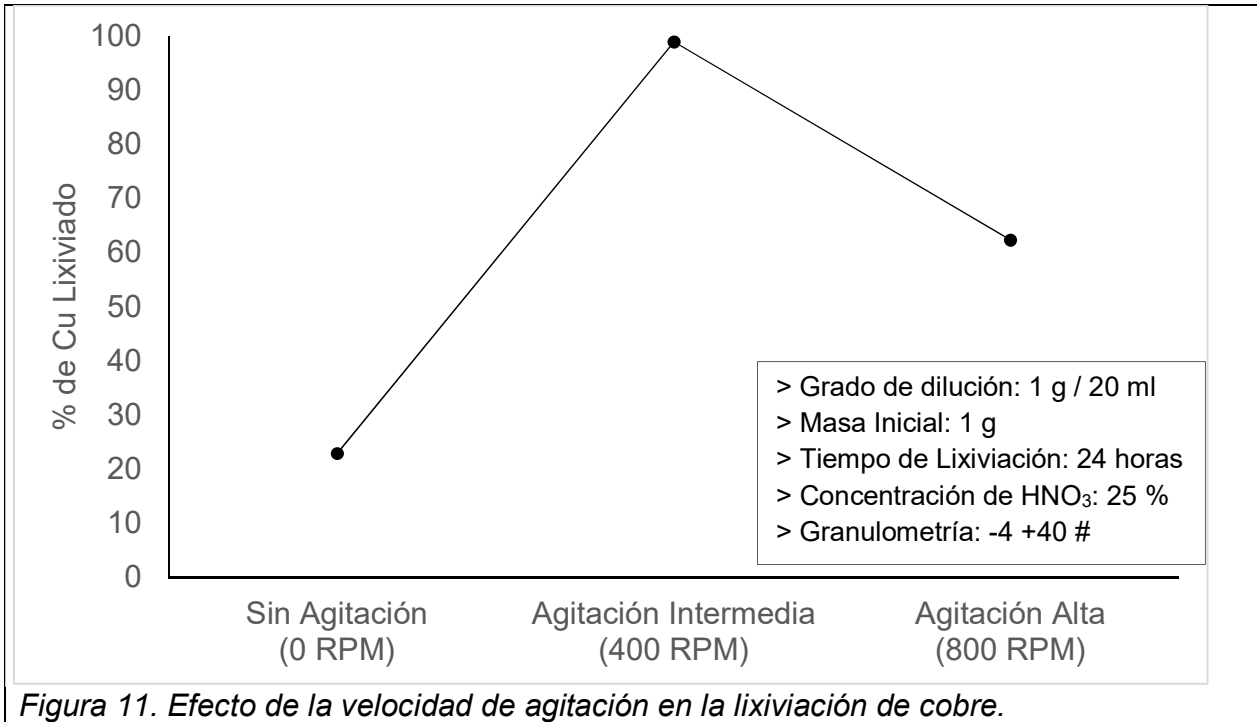 100
90
80
70
60
50
40
30
20
10
0
% de Cu Lixiviado
> Grado de dilución: 1 g / 20 ml
> Masa Inicial: 1 g
> Tiempo de Lixiviación: 24 horas
> Concentración de HNO₃: 25 %
> Granulometría: -4 +40 #
Sin Agitación
(0 RPM)
Agitación Intermedia
(400 RPM)
Agitación Alta
(800 RPM)
Figura 11. Efecto de la velocidad de agitación en la lixiviación de cobre.